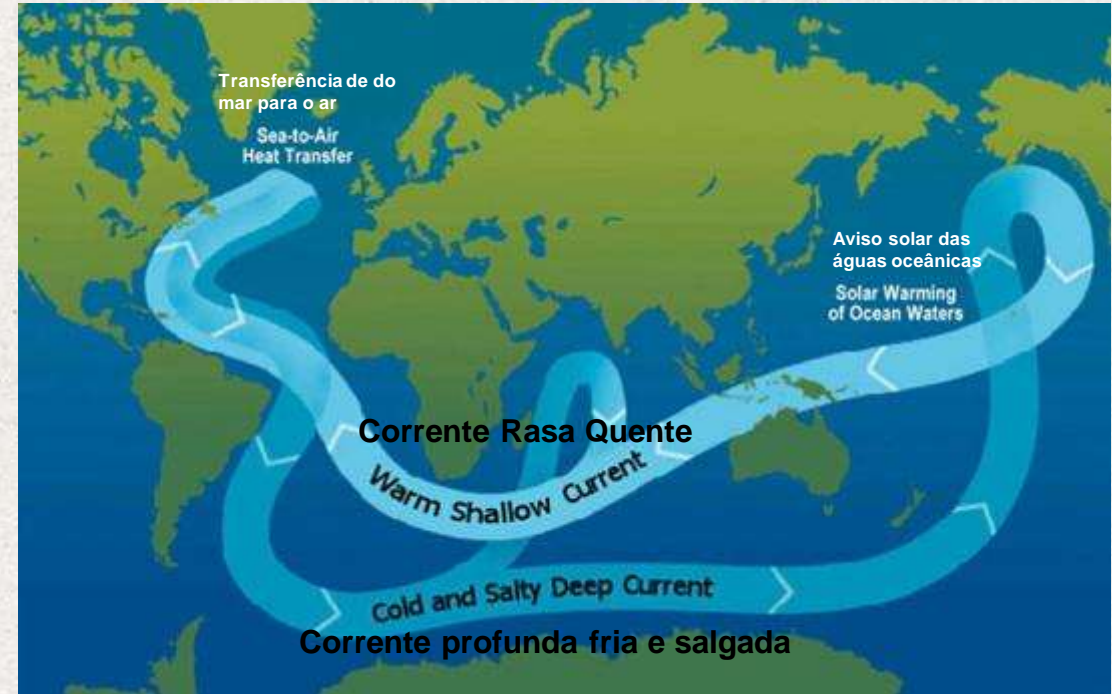 Transferência de do
mar para o ar
Sea-to-Air
Heat Transfer
Aviso solar das
águas oceânicas
Solar Warming
of Ocean Waters
Corrente Rasa Quente
Warm Shallow Current
Cold and Salty Deep Current
Corrente profunda fria e salgada